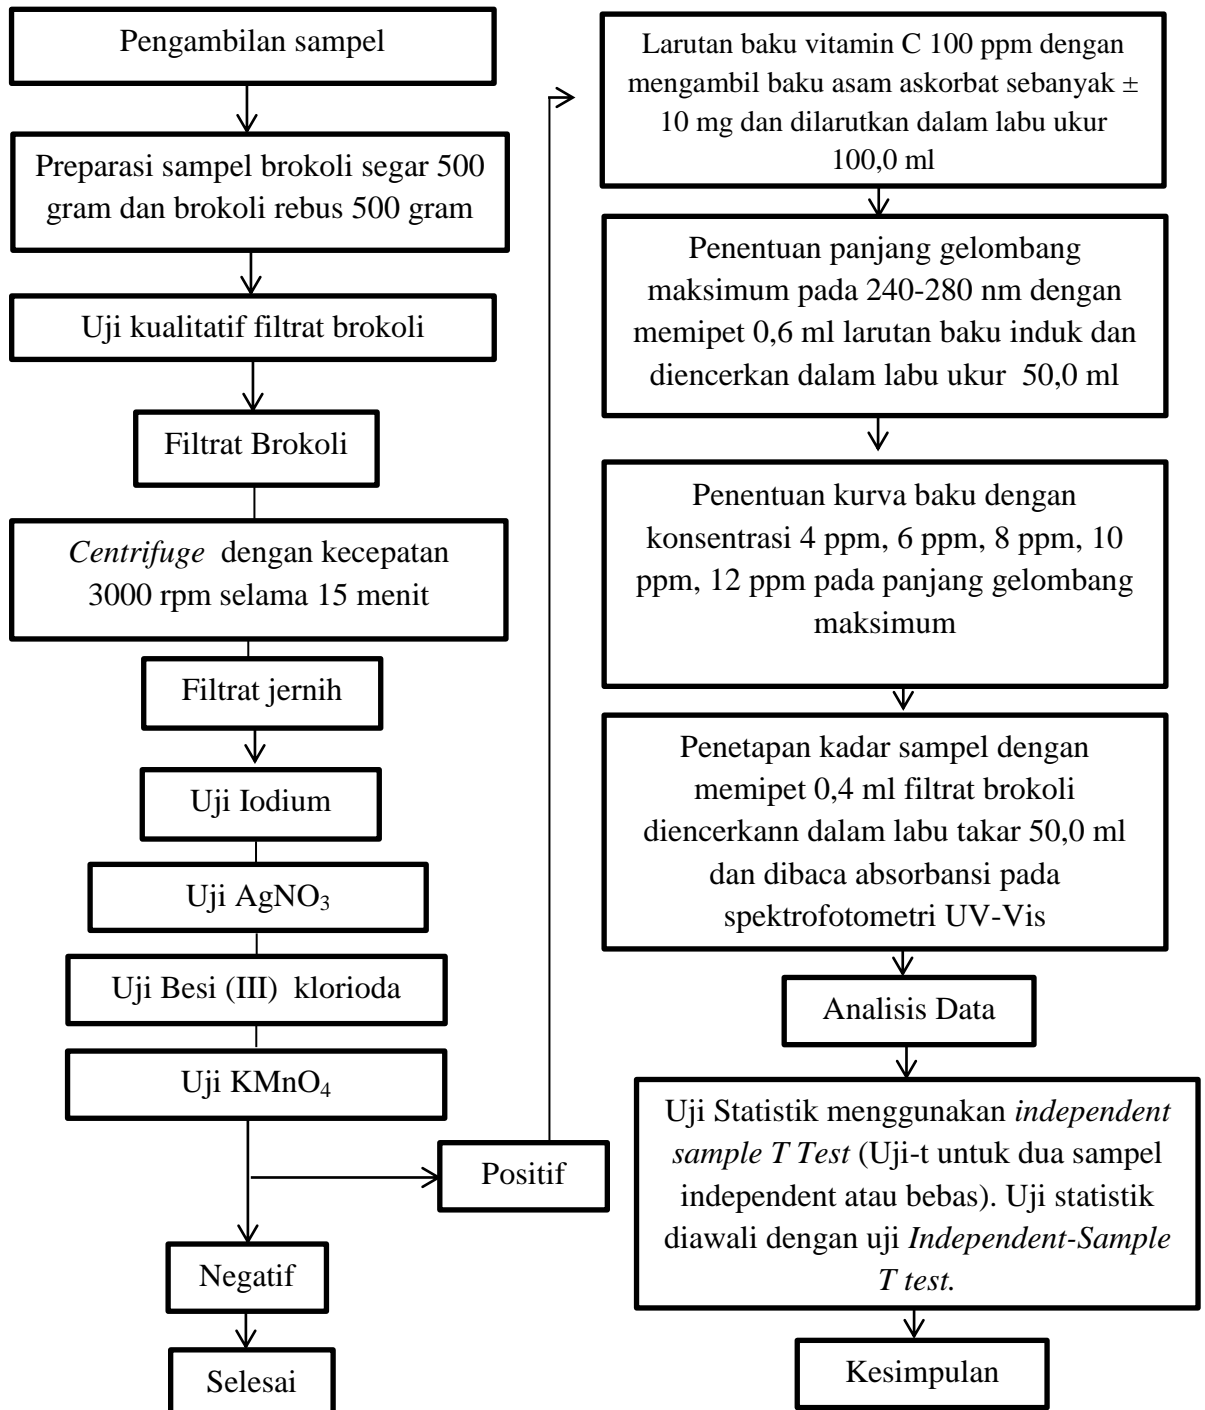 Pengambilan sampel
Preparasi sampel brokoli segar 500
gram dan brokoli rebus 500 gram
Uji kualitatif filtrat brokoli
Filtrat Brokoli
Centrifuge dengan kecepatan
3000 rpm selama 15 menit
Filtrat jernih
Uji Iodium
Uji AgNO₃
Uji Besi (III) klorioda
Uji KMnO₄
Positif
Negatif
Selesai
Larutan baku vitamin C 100 ppm dengan
mengambil baku asam askorbat sebanyak ±
10 mg dan dilarutkan dalam labu ukur
100,0 ml
Penentuan panjang gelombang
maksimum pada 240-280 nm dengan
memipet 0,6 ml larutan baku induk dan
diencerkan dalam labu ukur 50,0 ml
Penentuan kurva baku dengan
konsentrasi 4 ppm, 6 ppm, 8 ppm, 10
ppm, 12 ppm pada panjang gelombang
maksimum
Penetapan kadar sampel dengan
memipet 0,4 ml filtrat brokoli
diencerkann dalam labu takar 50,0 ml
dan dibaca absorbansi pada
spektrofotometri UV-Vis
Analisis Data
Uji Statistik menggunakan independent
sample T Test (Uji-t untuk dua sampel
independent atau bebas). Uji statistik
diawali dengan uji Independent-Sample
T test.
Kesimpulan